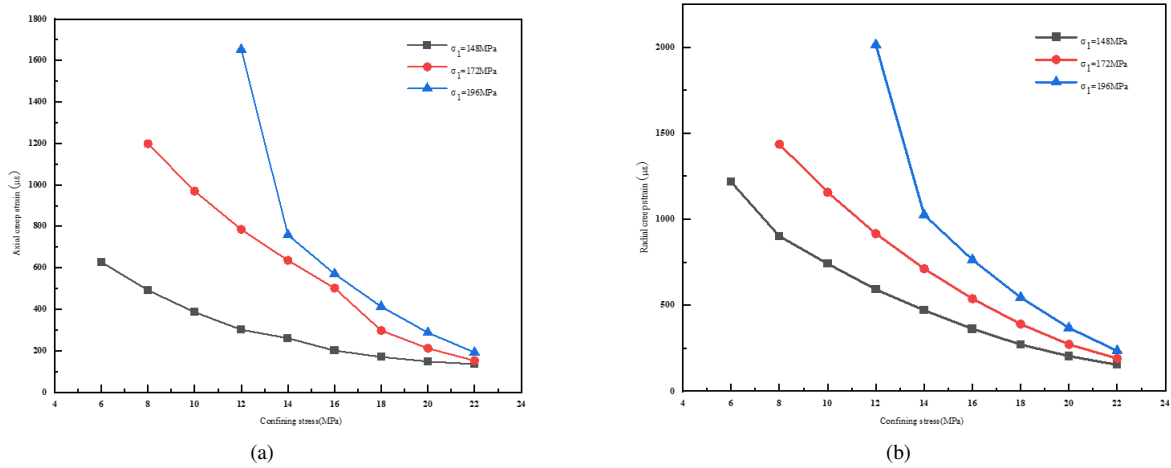 1800
1600
1400
1200
1000
800
600
400
200
0
Axial creep strain (με)
σ1=148MPa
σ1=172MPa
σ1=196MPa
4 6 8 10 12 14 16 18 20 22 24
Confining stress(MPa)
(a)
2000
1500
1000
500
0
Radial creep strain (με)
σ1=148MPa
σ1=172MPa
σ1=196MPa
4 6 8 10 12 14 16 18 20 22 24
Confining stress(MPa)
(b)